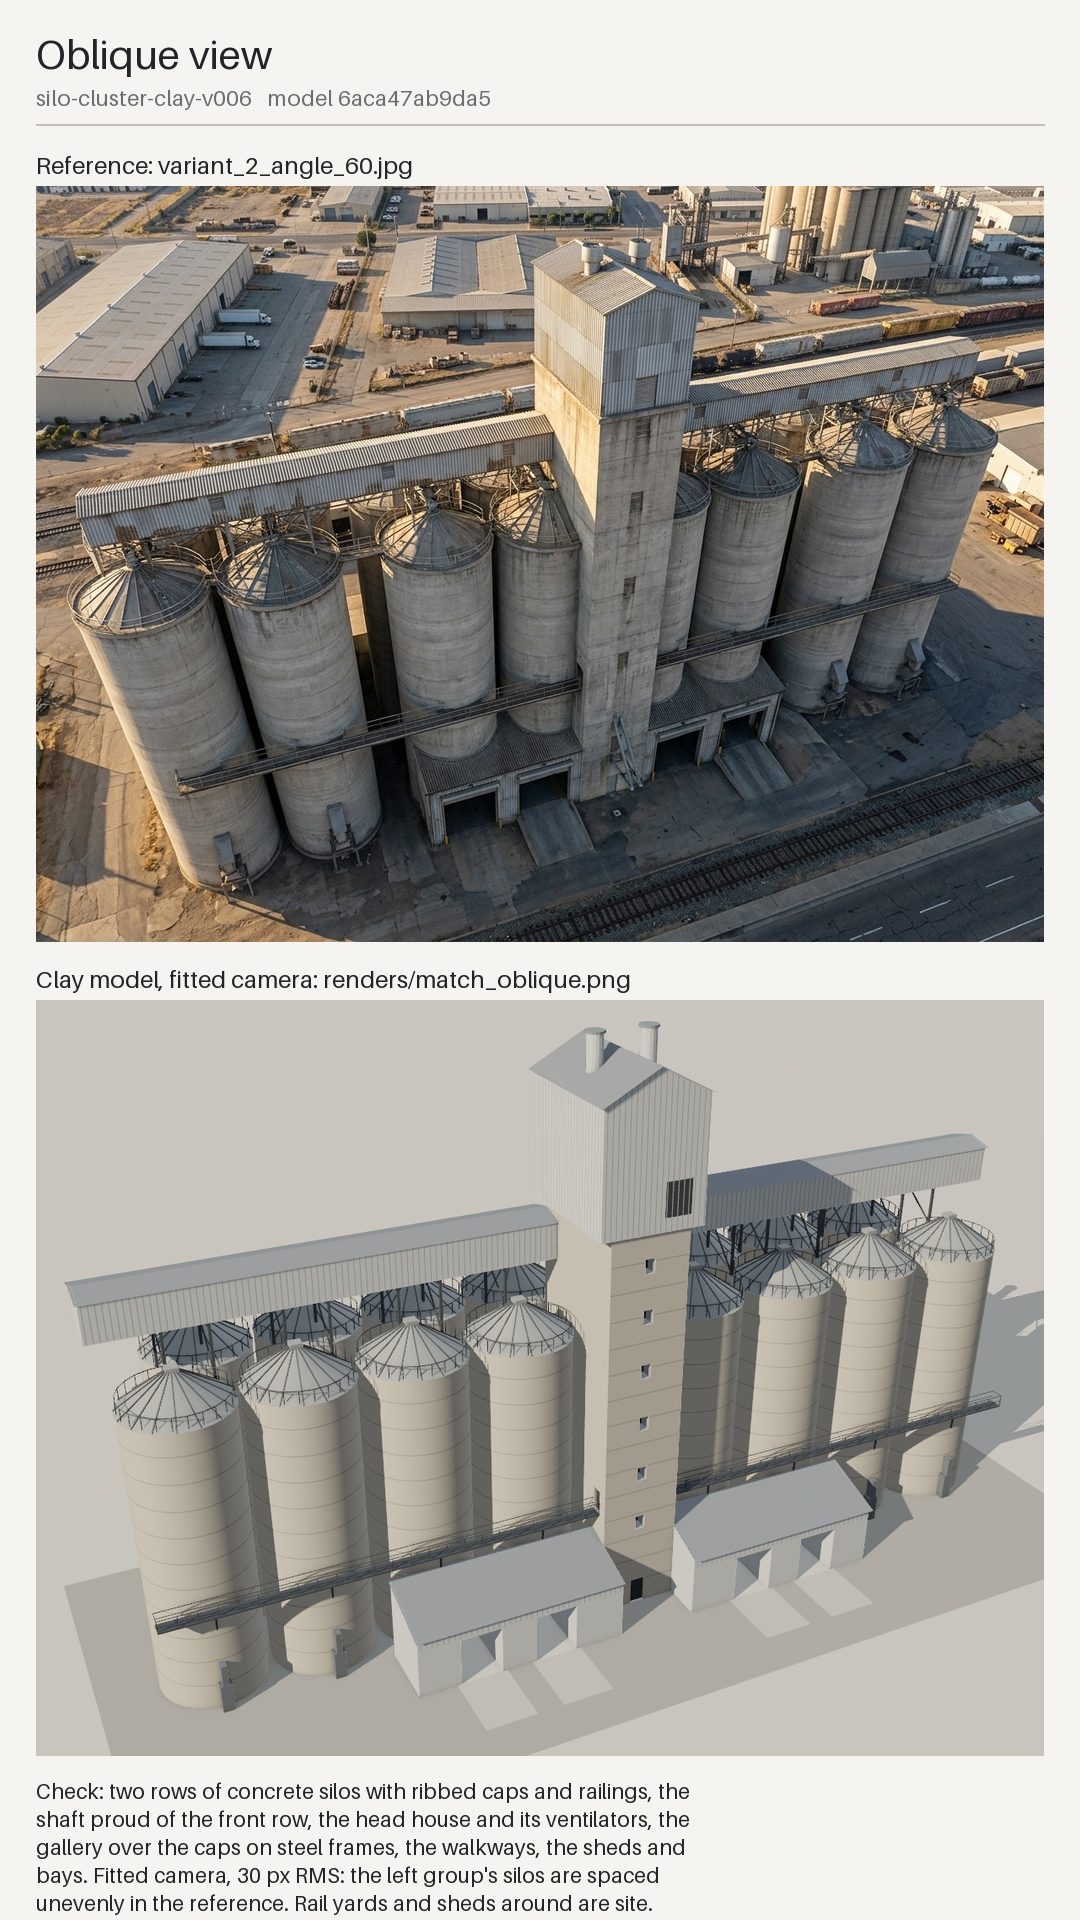 Oblique view
silo-cluster-clay-v006 model 6aca47ab9da5
Reference: variant_2_angle_60.jpg
Clay model, fitted camera: renders/match_oblique.png
Check: two rows of concrete silos with ribbed caps and railings, the
shaft proud of the front row, the head house and its ventilators, the
gallery over the caps on steel frames, the walkways, the sheds and
bays. Fitted camera, 30 px RMS: the left group's silos are spaced
unevenly in the reference. Rail yards and sheds around are site.